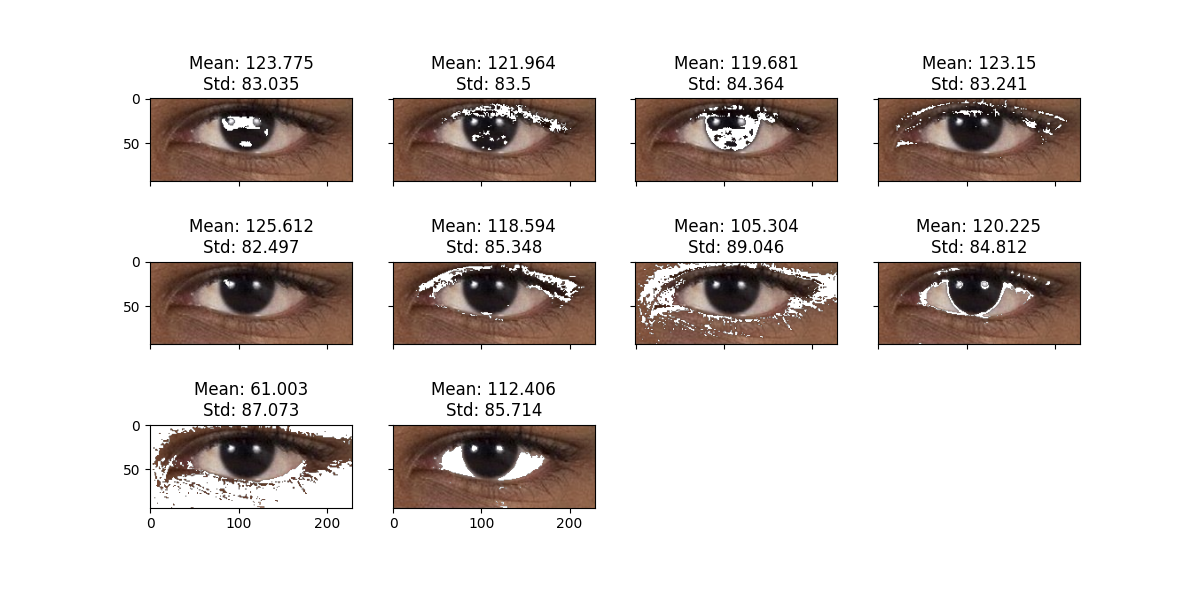 Mean: 123.775
Std: 83.035
Mean: 121.964
Std: 83.5
Mean: 119.681
Std: 84.364
Mean: 123.15
Std: 83.241
0
50
Mean: 125.612
Std: 82.497
Mean: 118.594
Std: 85.348
Mean: 105.304
Std: 89.046
Mean: 120.225
Std: 84.812
0
50
Mean: 61.003
Std: 87.073
Mean: 112.406
Std: 85.714
0
50
0 100 200
0 100 200